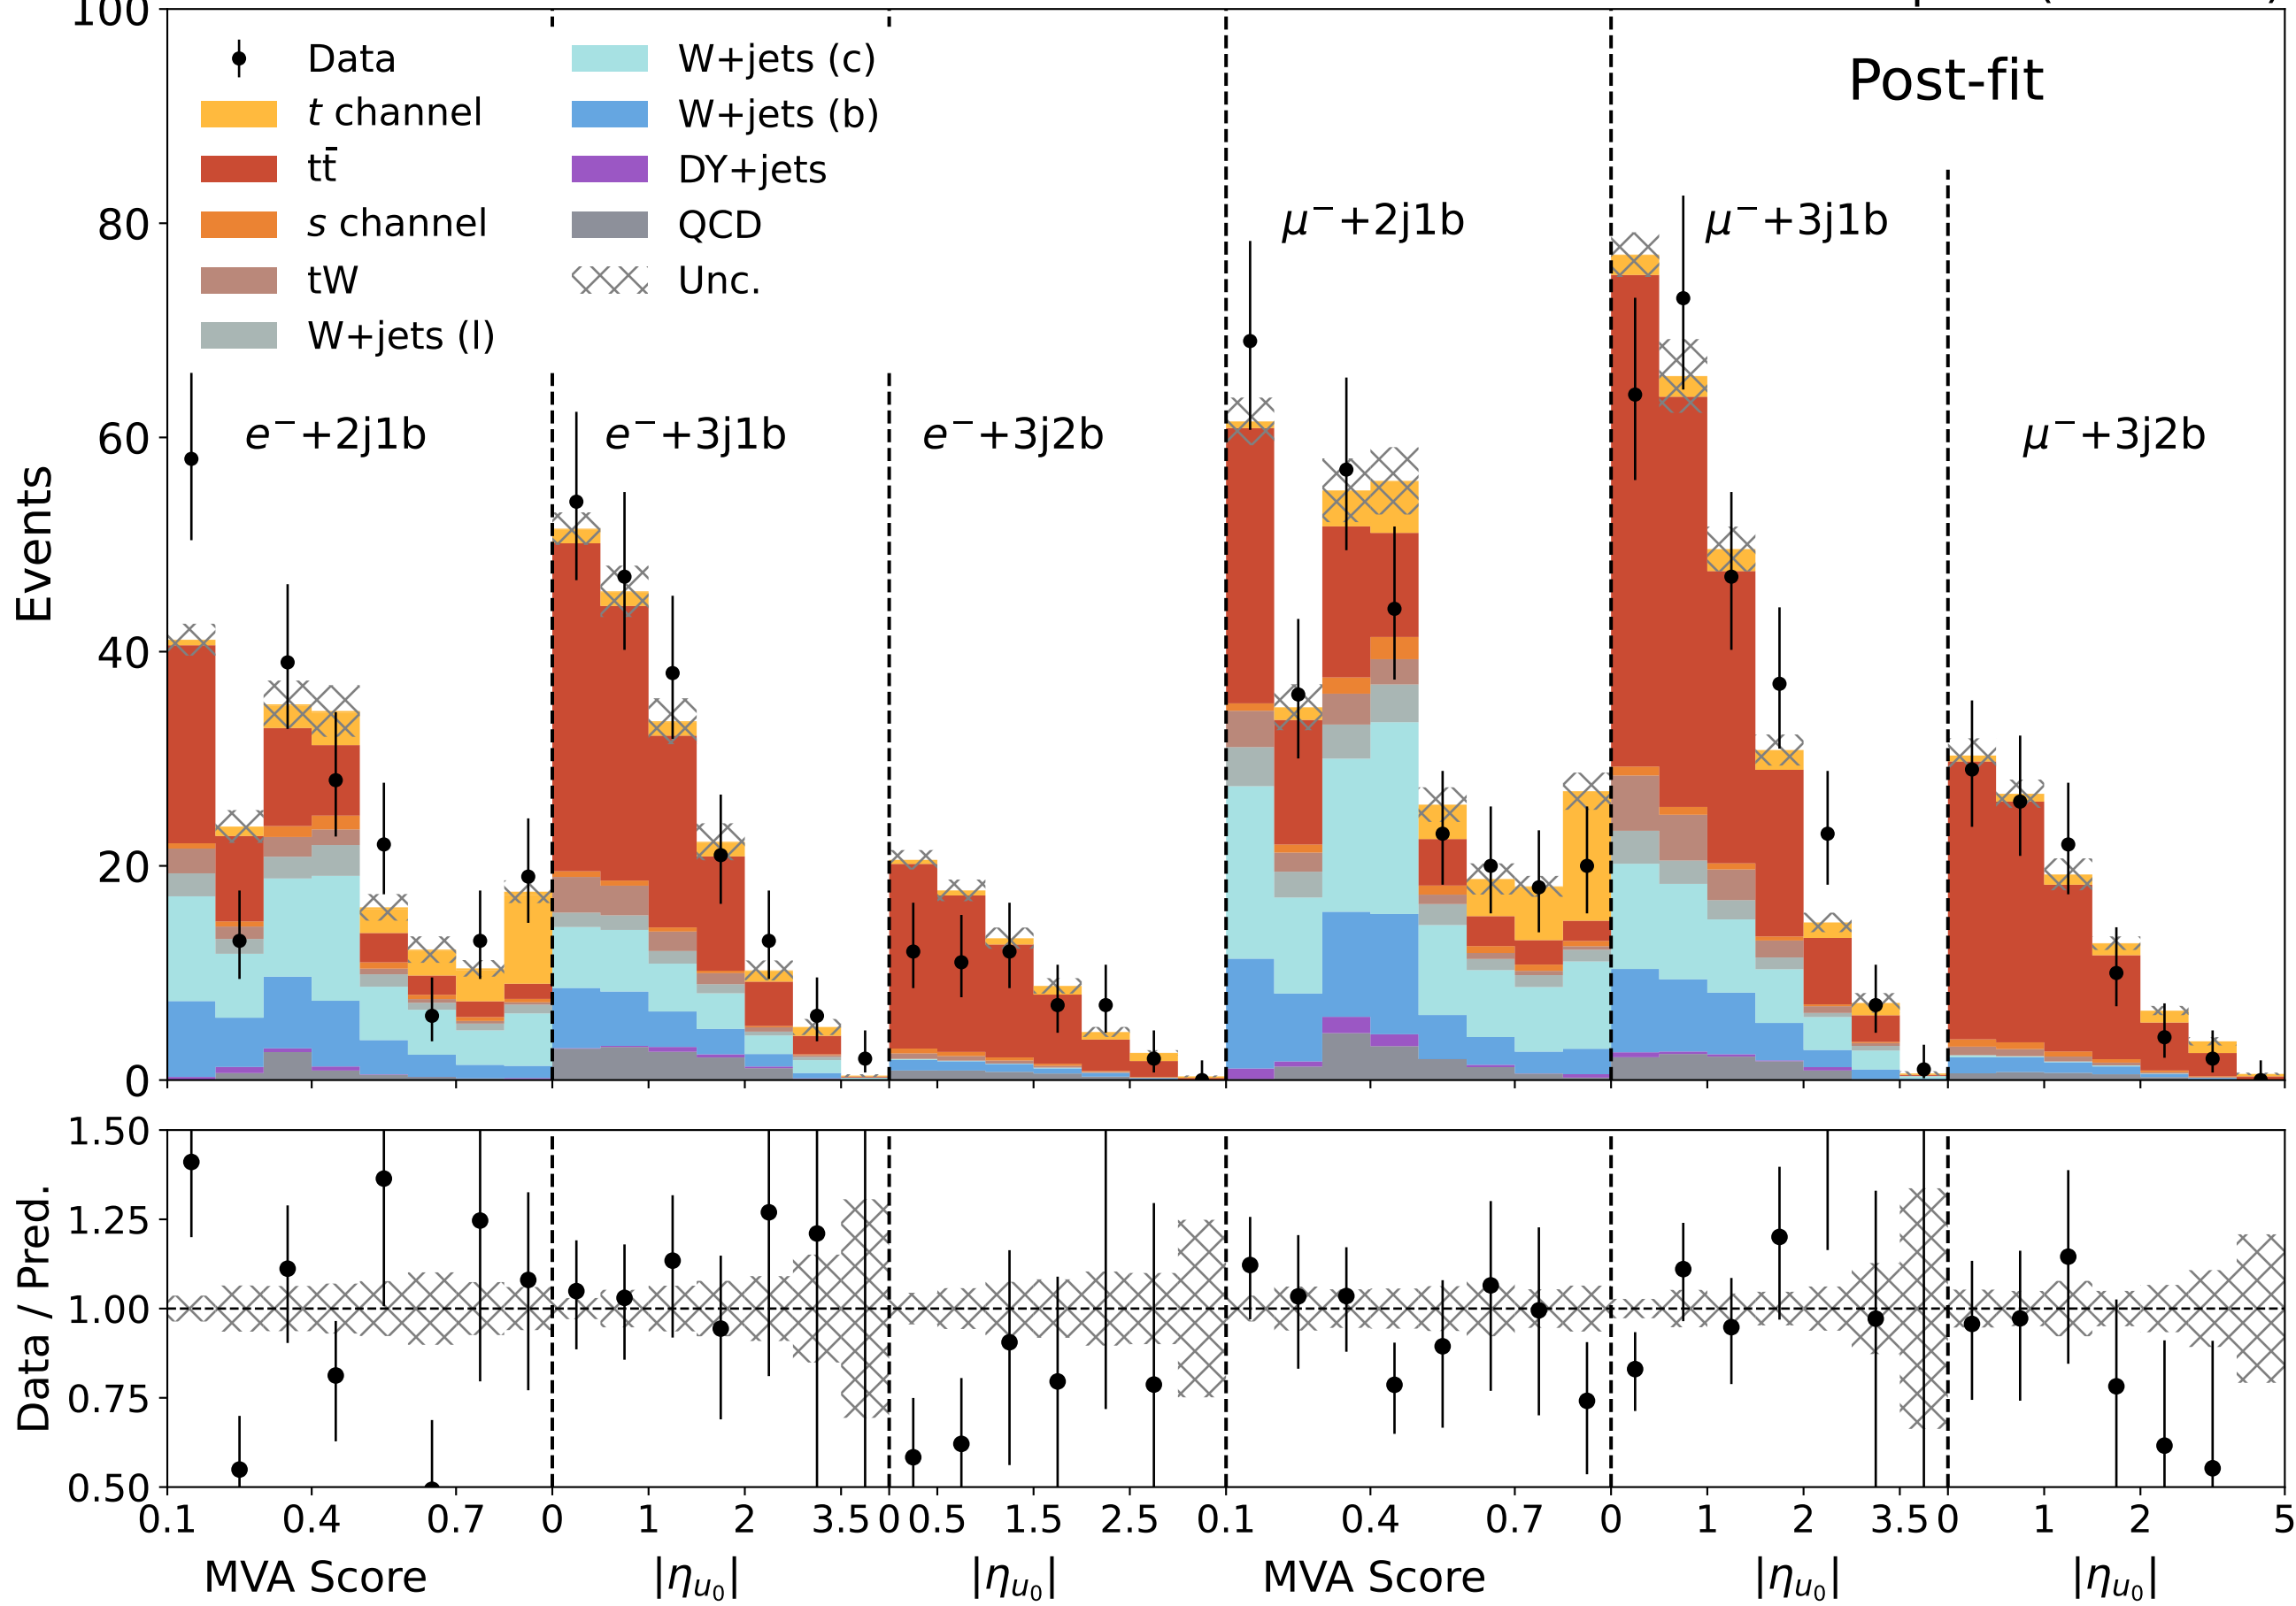 100
Data
t channel
tt̄
s channel
tW
W+jets (l)
W+jets (c)
W+jets (b)
DY+jets
QCD
Unc.
Post-fit
80
60
40
20
0
Events
e⁻+2j1b
e⁻+3j1b
e⁻+3j2b
μ⁻+2j1b
μ⁻+3j1b
μ⁻+3j2b
1.50
1.25
1.00
0.75
0.50
Data / Pred.
0.1 0.4 0.7 0 1 2 3.5 0 0.5 1.5 2.5 0.1 0.4 0.7 0 1 2 3.5 0 1 2 5
MVA Score |η_u₀| |η_u₀| MVA Score |η_u₀| |η_u₀|